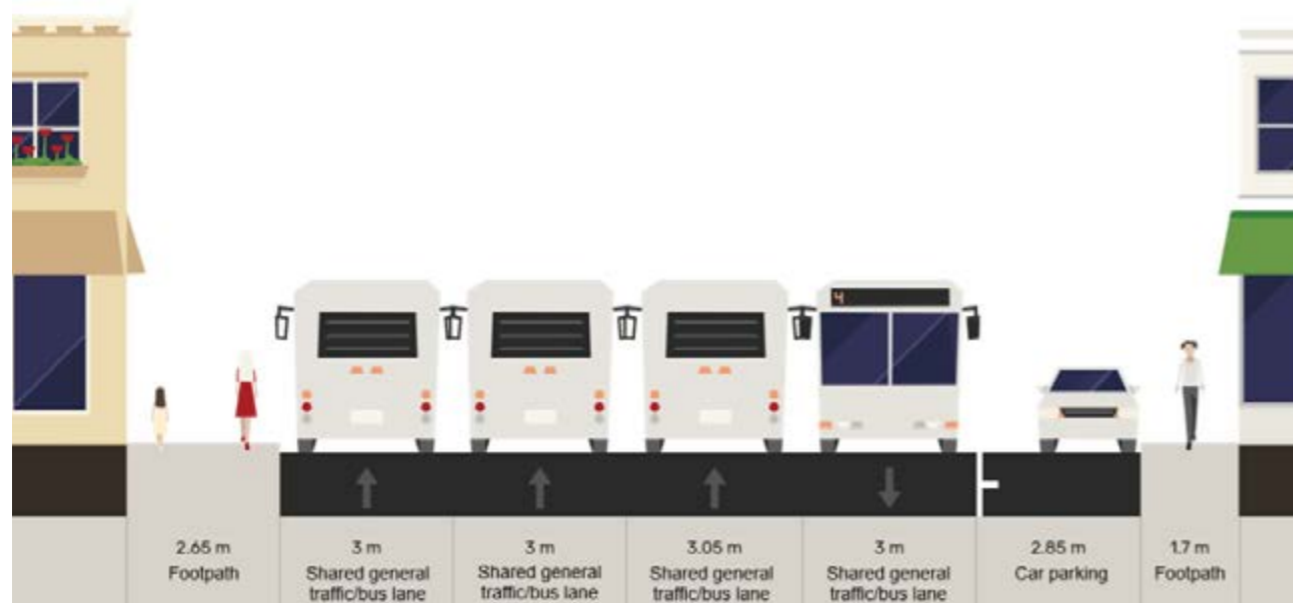 4
2.65 m
Footpath
3 m
Shared general
traffic/bus lane
3 m
Shared general
traffic/bus lane
3.05 m
Shared general
traffic/bus lane
3 m
Shared general
traffic/bus lane
2.85 m
Car parking
1.7 m
Footpath